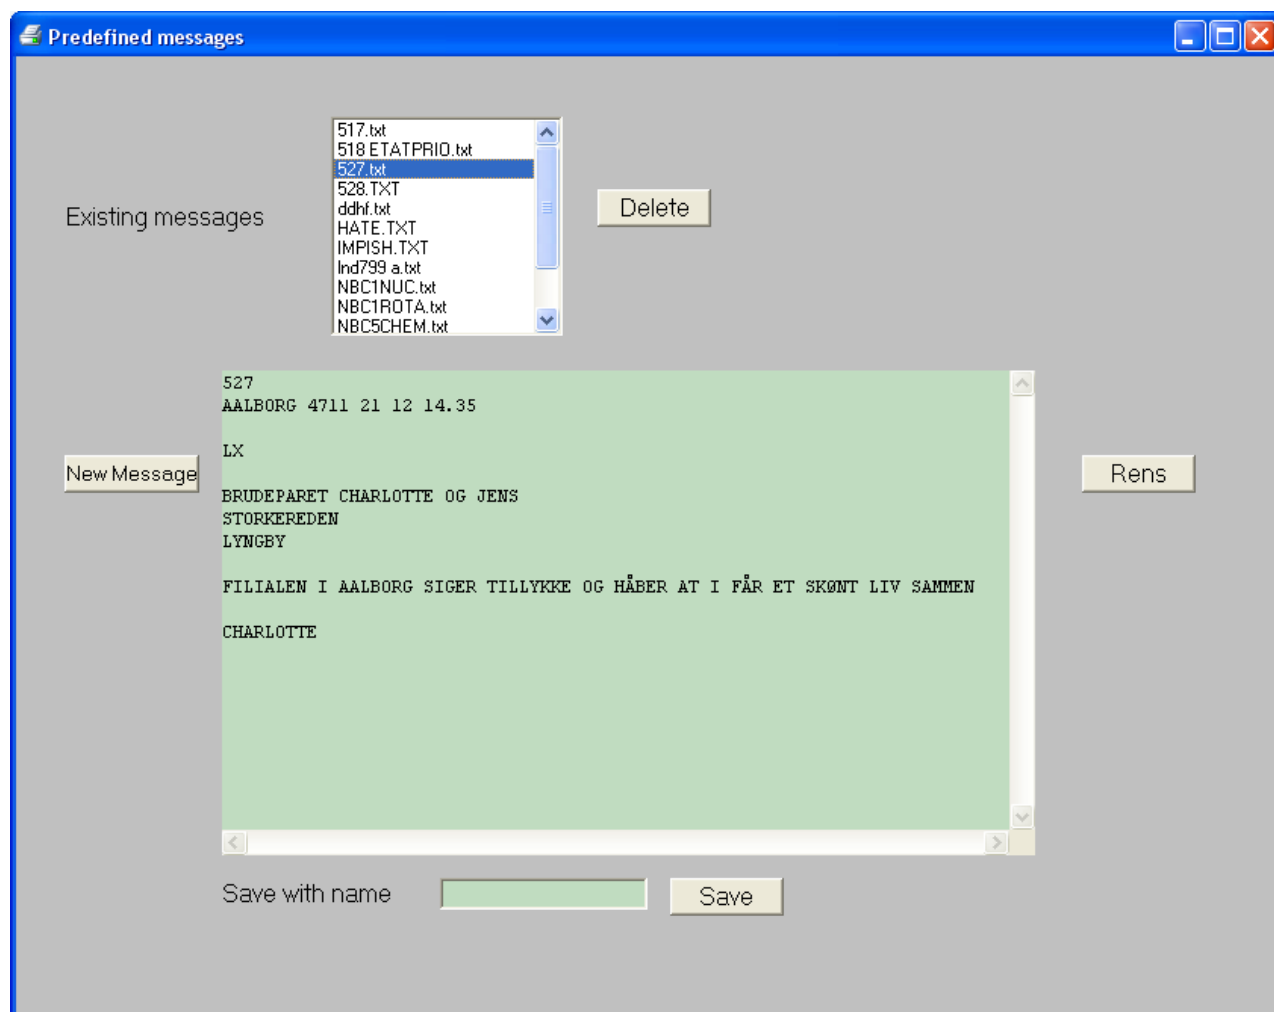 Predefined messages
517.txt
518 ETATPRIO.txt
527.txt
528.TXT
ddhf.txt
HATE.TXT
IMPISH.TXT
lnd799 a.txt
NBC1NUC.txt
NBC1ROTA.txt
NBC5CHEM.txt
Existing messages
Delete
527
AALBORG 4711 21 12 14.35
LX
BRUDEPARET CHARLOTTE OG JENS
STORKEREDEN
LYNGBY
FILIALEN I AALBORG SIGER TILLYKKE OG HÅBER AT I FÅR ET SKØNT LIV SAMMEN
CHARLOTTE
New Message
Rens
Save with name
Save